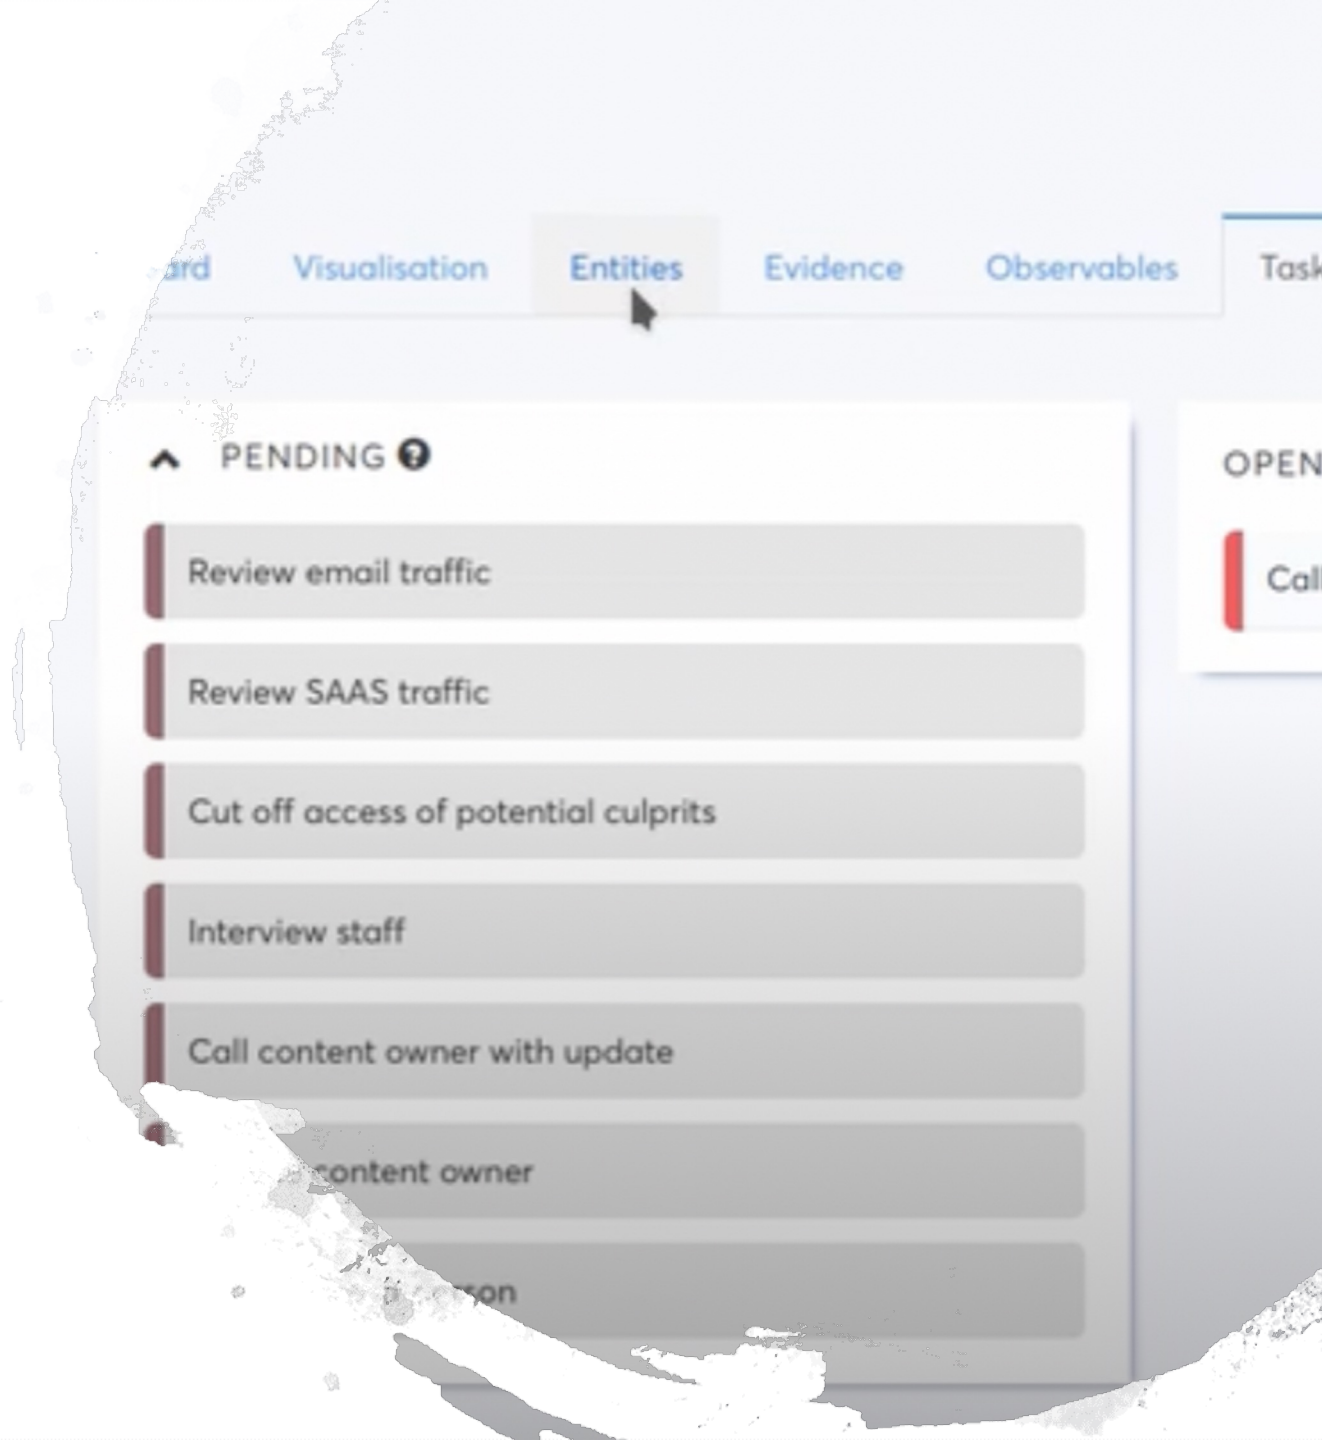 Visualisation Entities Evidence Observables
PENDING
Review email traffic
Review SAAS traffic
Cut off access of potential culprits
Interview staff
Call content owner with update
content owner